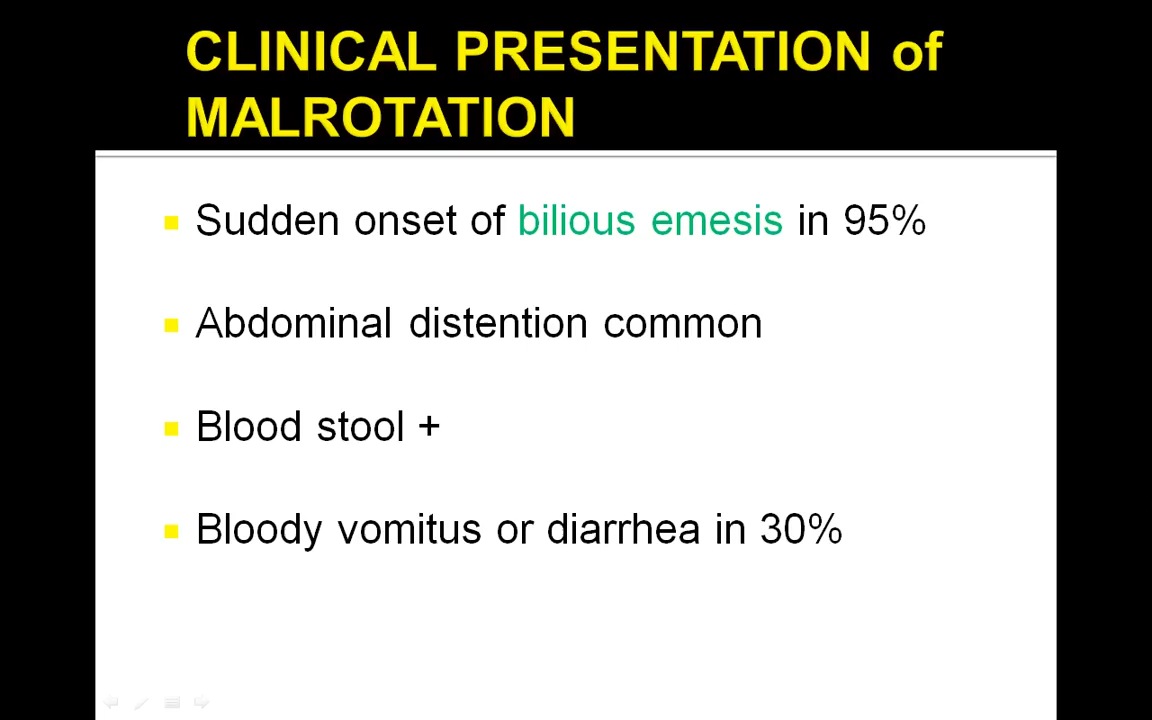 CLINICAL PRESENTATION of
MALROTATION
Sudden onset of bilious emesis in 95%
Abdominal distention common
Blood stool +
Bloody vomitus or diarrhea in 30%